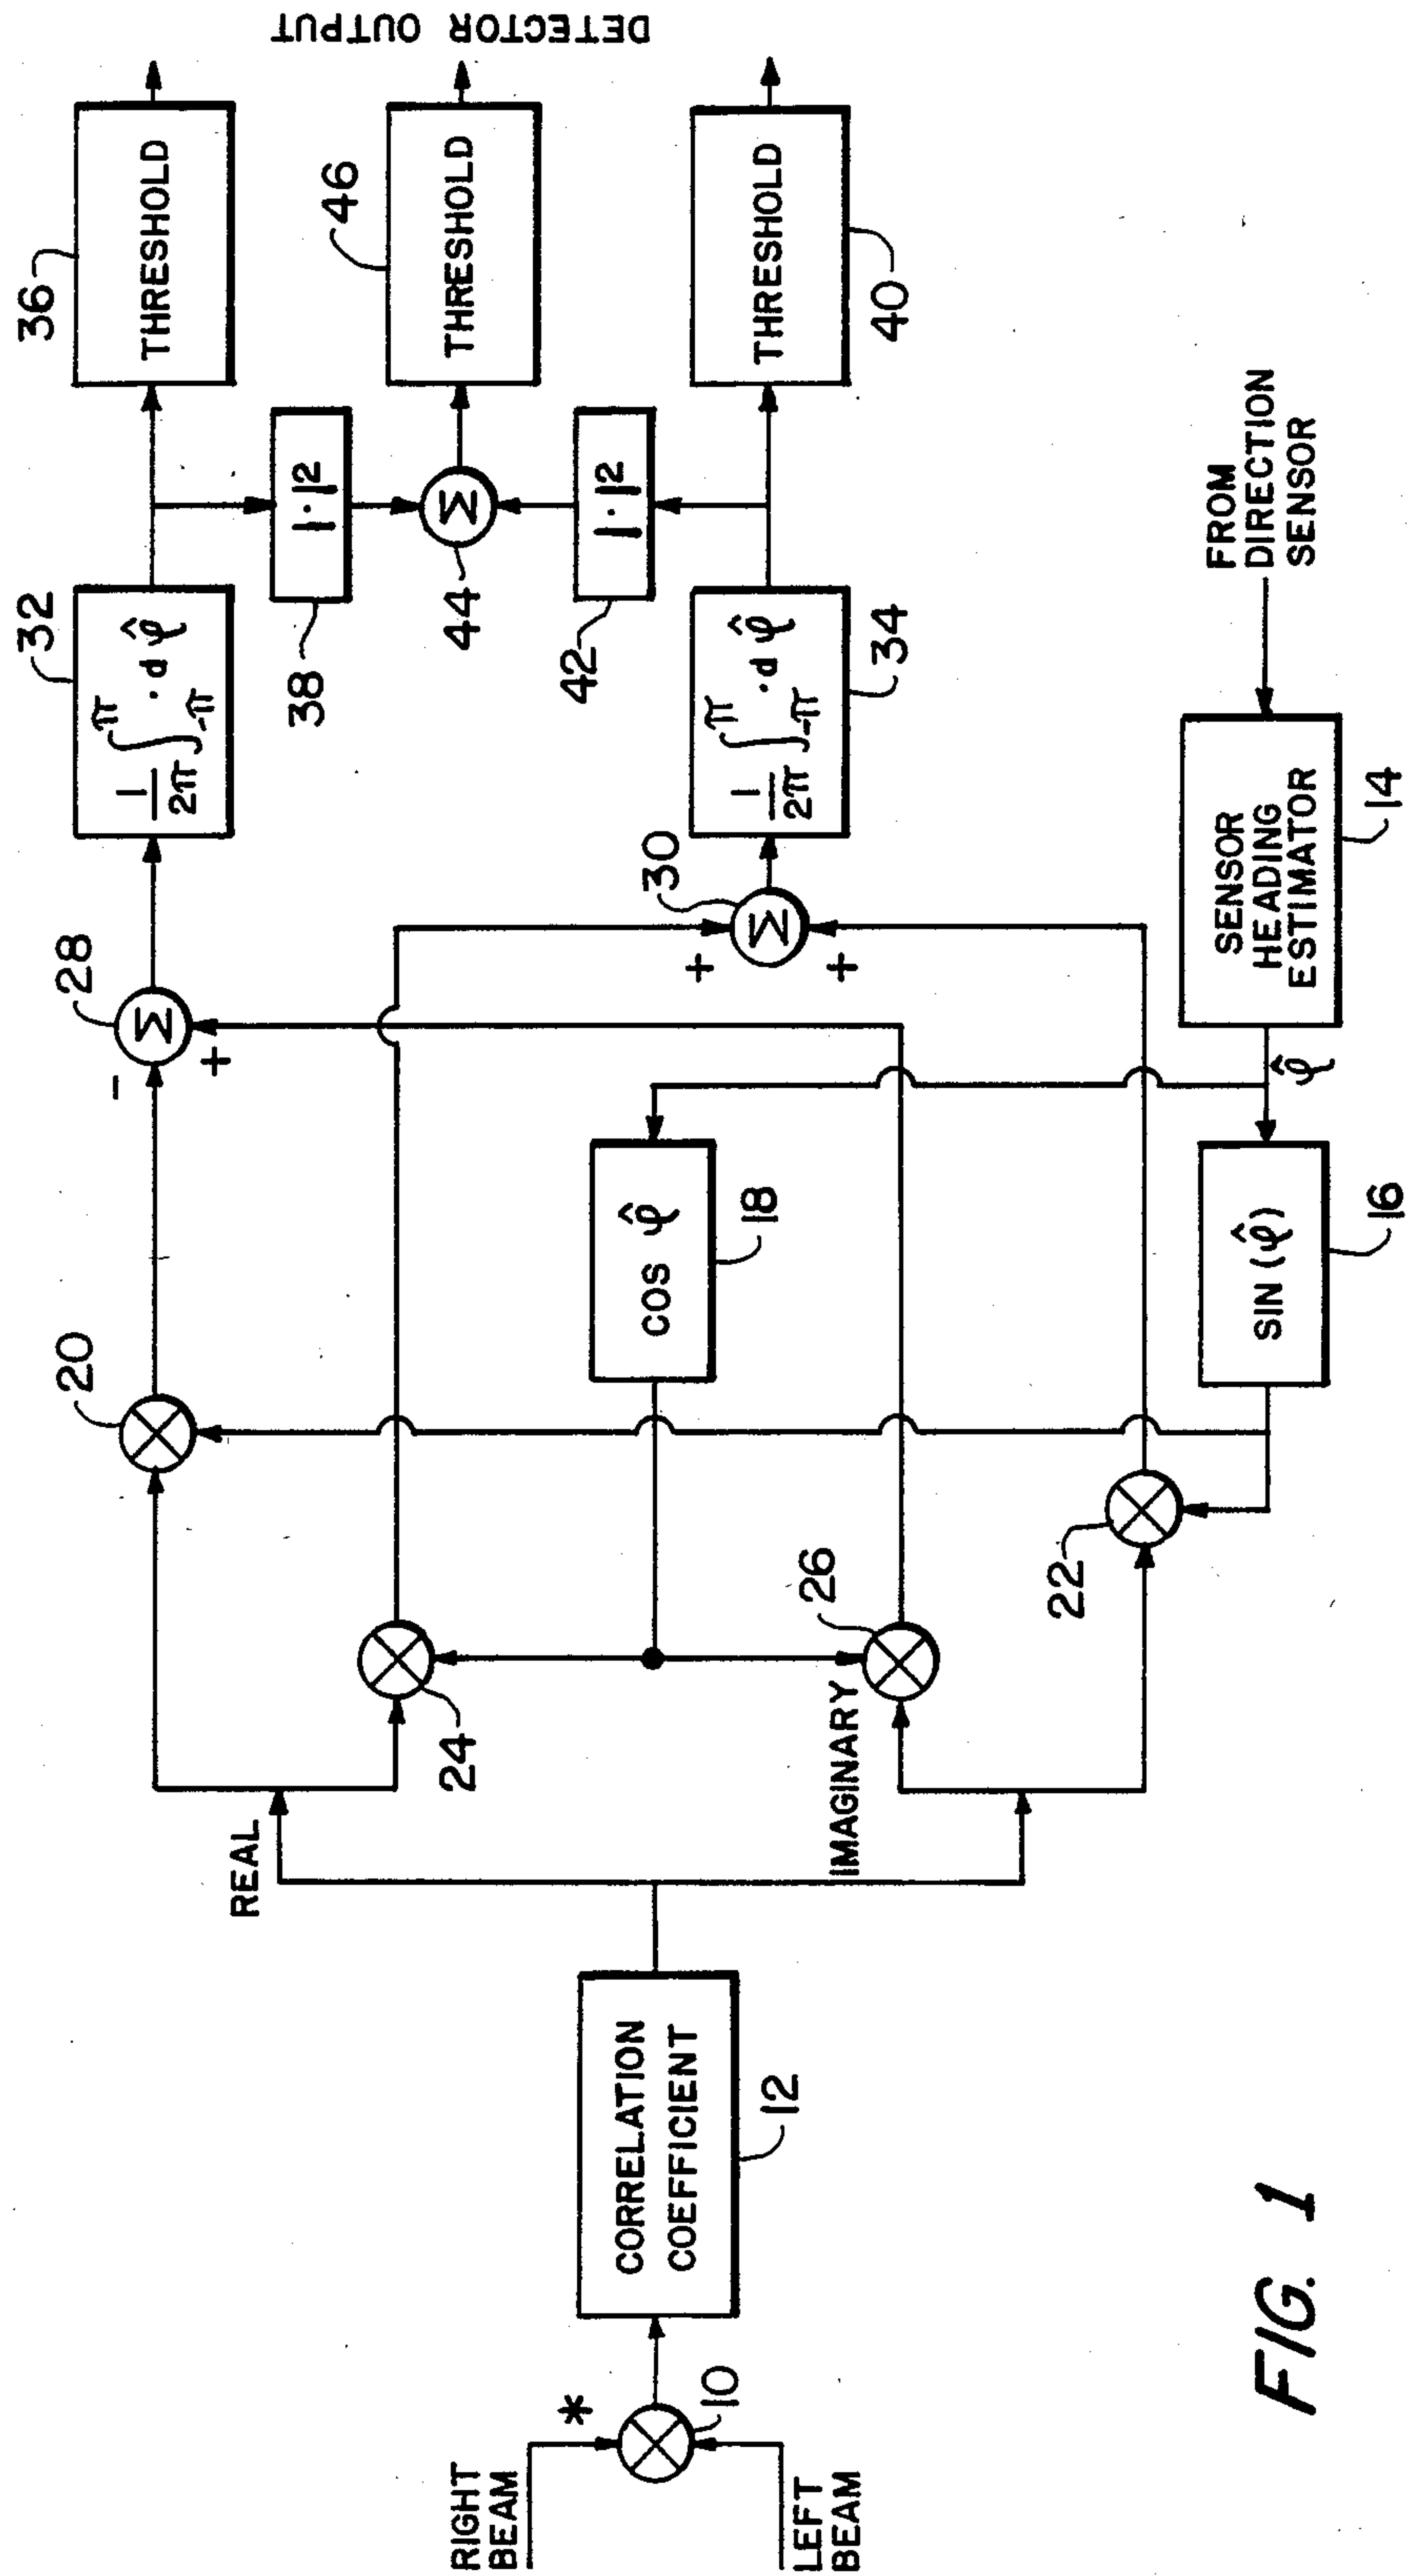 RIGHT
BEAM
*
LEFT
BEAM
10
CORRELATION
COEFFICIENT
12
REAL
IMAGINARY
20
24
26
22
COS φ̂
18
SIN (φ̂)
16
φ̂
SENSOR
HEADING
ESTIMATOR
14
FROM
DIRECTION
SENSOR
28
Σ
-
+
30
Σ
+
+
32
1/2π ∫ π -π · d φ̂
34
1/2π ∫ π -π · d φ̂
38
|·|²
44
Σ
42
|·|²
36
THRESHOLD
46
THRESHOLD
40
THRESHOLD
DETECTOR OUTPUT
FIG. 1